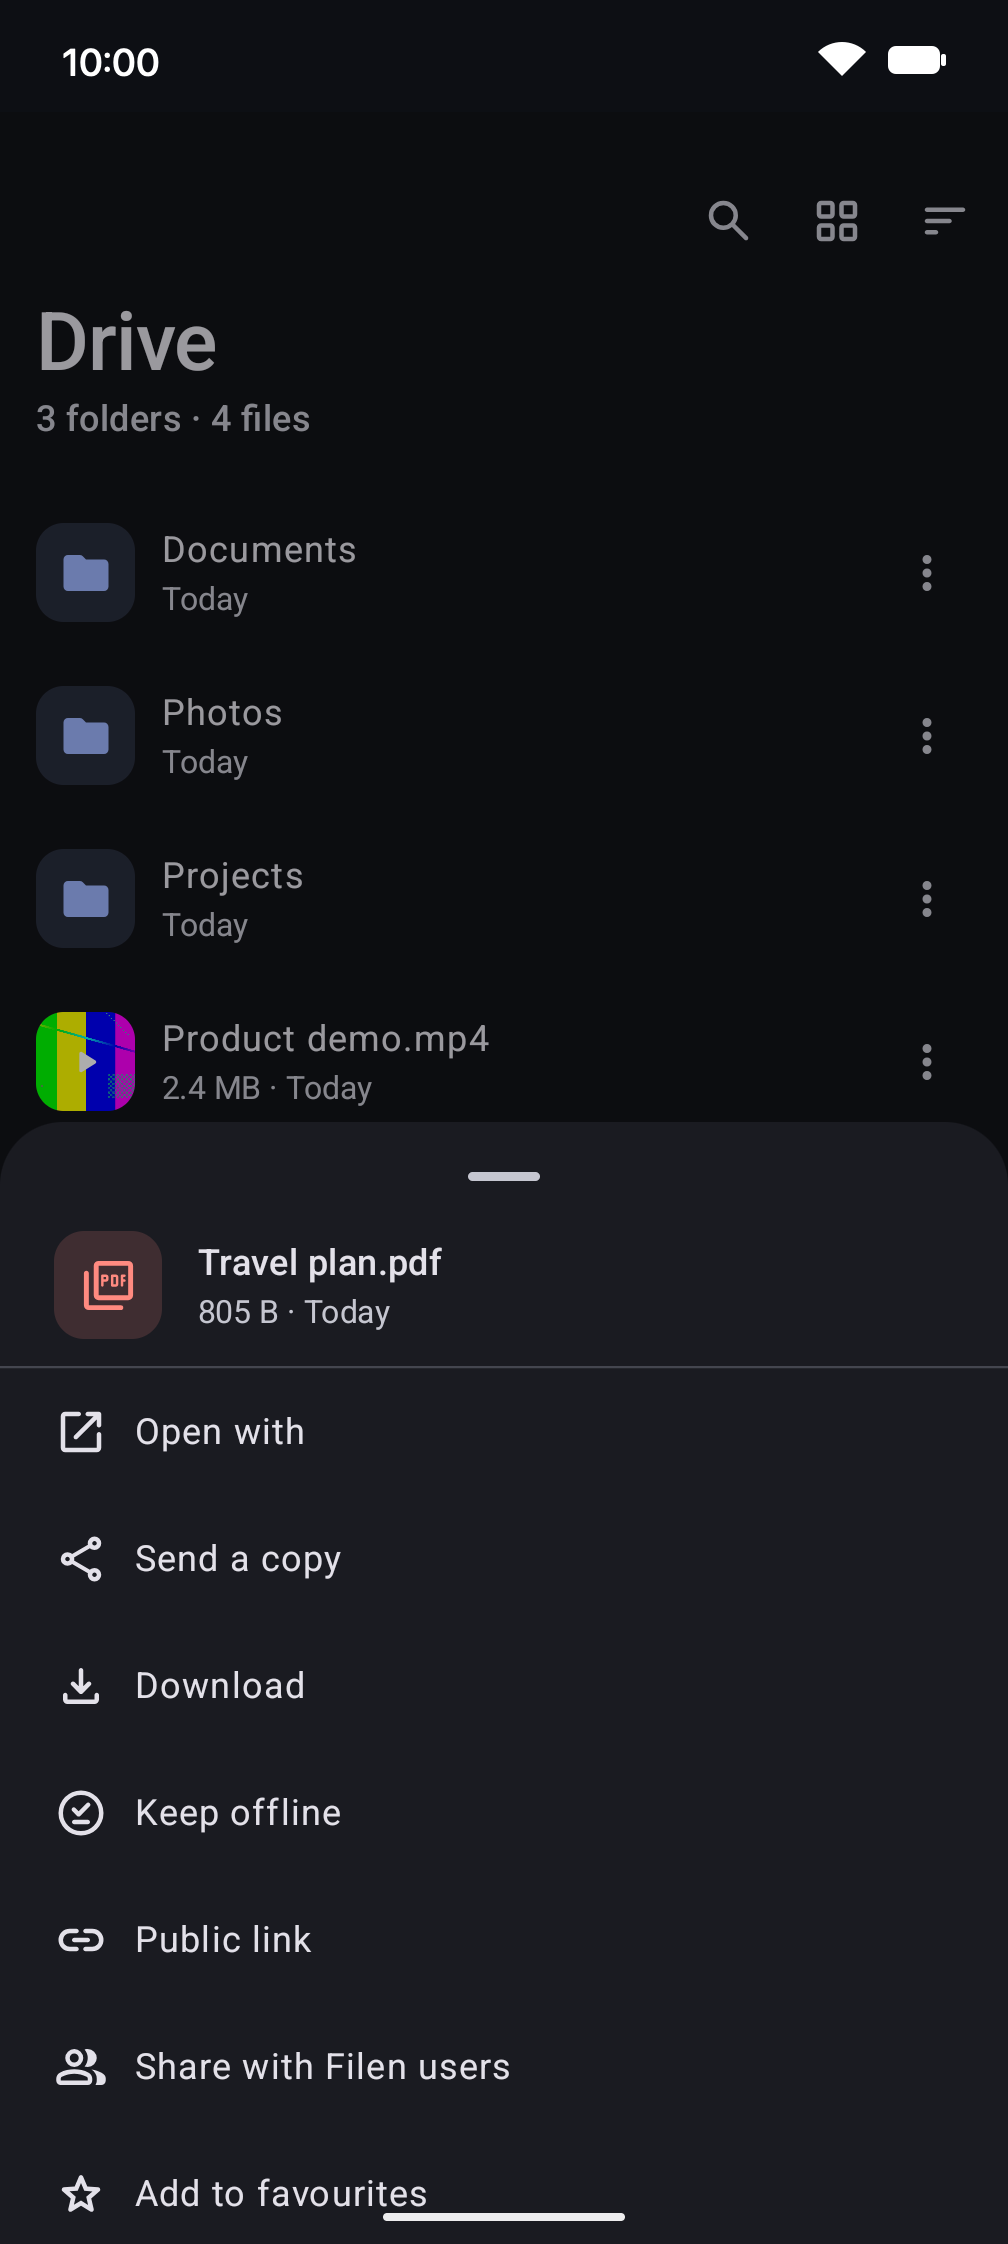 10:00
Drive
3 folders · 4 files
Documents
Today
Photos
Today
Projects
Today
Product demo.mp4
2.4 MB · Today
PDF
Travel plan.pdf
805 B · Today
Open with
Send a copy
Download
Keep offline
Public link
Share with Filen users
Add to favourites